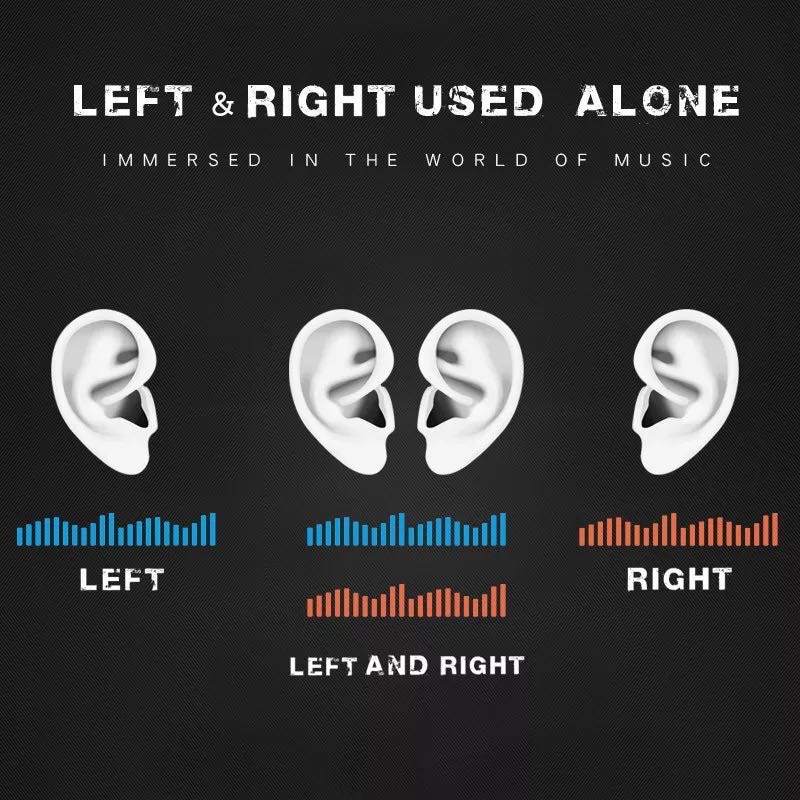 LEFT & RIGHT USED ALONE
IMMERSED IN THE WORLD OF MUSIC
LEFT
RIGHT
LEFT AND RIGHT